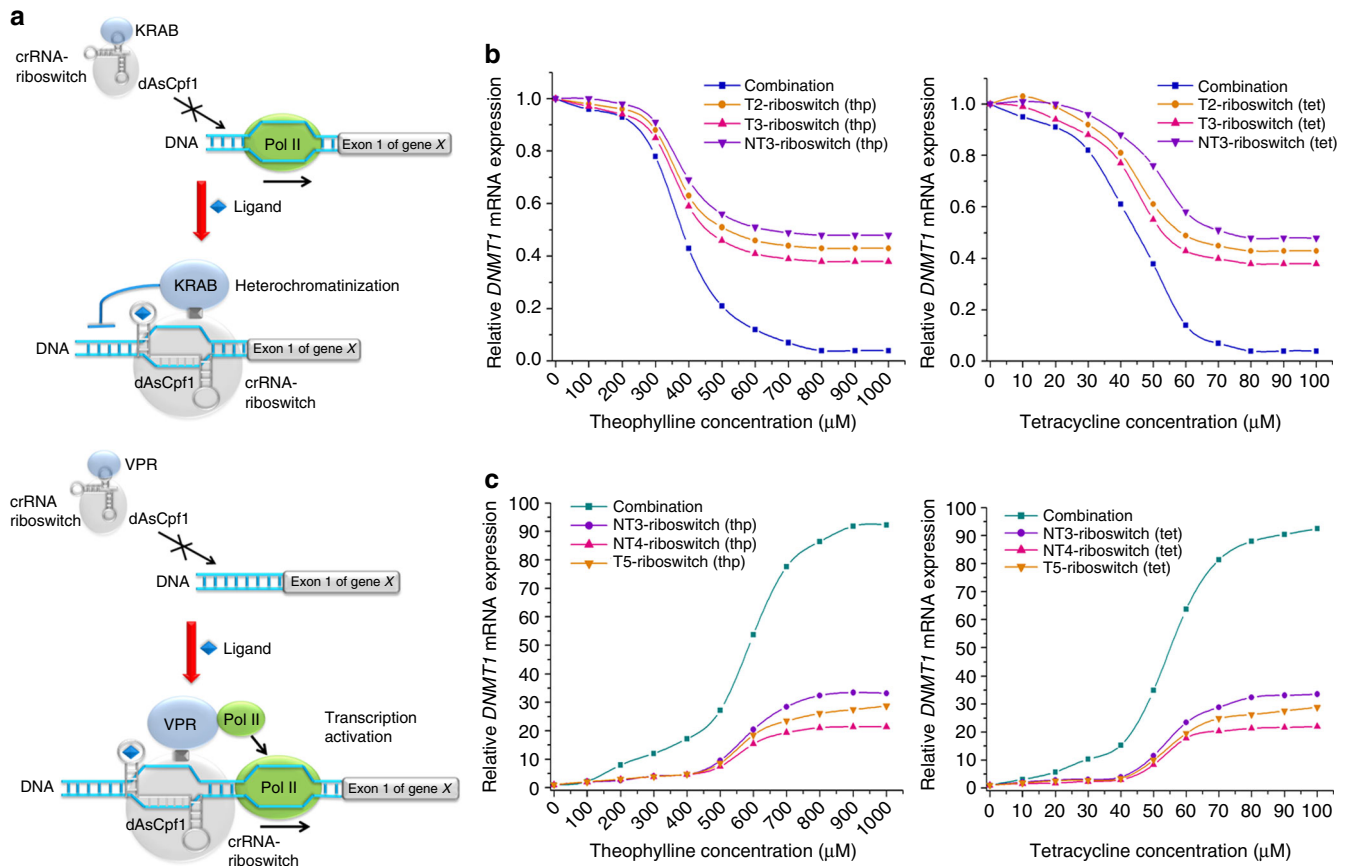 a
KRAB
crRNA-
riboswitch
dAsCpf1
DNA
Pol II
Exon 1 of gene X
Ligand
KRAB
Heterochromatinization
DNA
Exon 1 of gene X
dAsCpf1
crRNA-
riboswitch
VPR
crRNA
riboswitch
dAsCpf1
DNA
Exon 1 of gene X
Ligand
VPR
Pol II
Transcription
activation
DNA
Pol II
Exon 1 of gene X
dAsCpf1
crRNA-
riboswitch
b
Relative DNMT1 mRNA expression
1.0
0.8
0.6
0.4
0.2
0.0
Combination
T2-riboswitch (thp)
T3-riboswitch (thp)
NT3-riboswitch (thp)
0 100 200 300 400 500 600 700 800 900 1000
Theophylline concentration (μM)
Relative DNMT1 mRNA expression
1.0
0.8
0.6
0.4
0.2
0.0
Combination
T2-riboswitch (tet)
T3-riboswitch (tet)
NT3-riboswitch (tet)
0 10 20 30 40 50 60 70 80 90 100
Tetracycline concentration (μM)
c
Relative DNMT1 mRNA expression
100
90
80
70
60
50
40
30
20
10
0
Combination
NT3-riboswitch (thp)
NT4-riboswitch (thp)
T5-riboswitch (thp)
0 100 200 300 400 500 600 700 800 900 1000
Theophylline concentration (μM)
Relative DNMT1 mRNA expression
100
90
80
70
60
50
40
30
20
10
0
Combination
NT3-riboswitch (tet)
NT4-riboswitch (tet)
T5-riboswitch (tet)
0 10 20 30 40 50 60 70 80 90 100
Tetracycline concentration (μM)